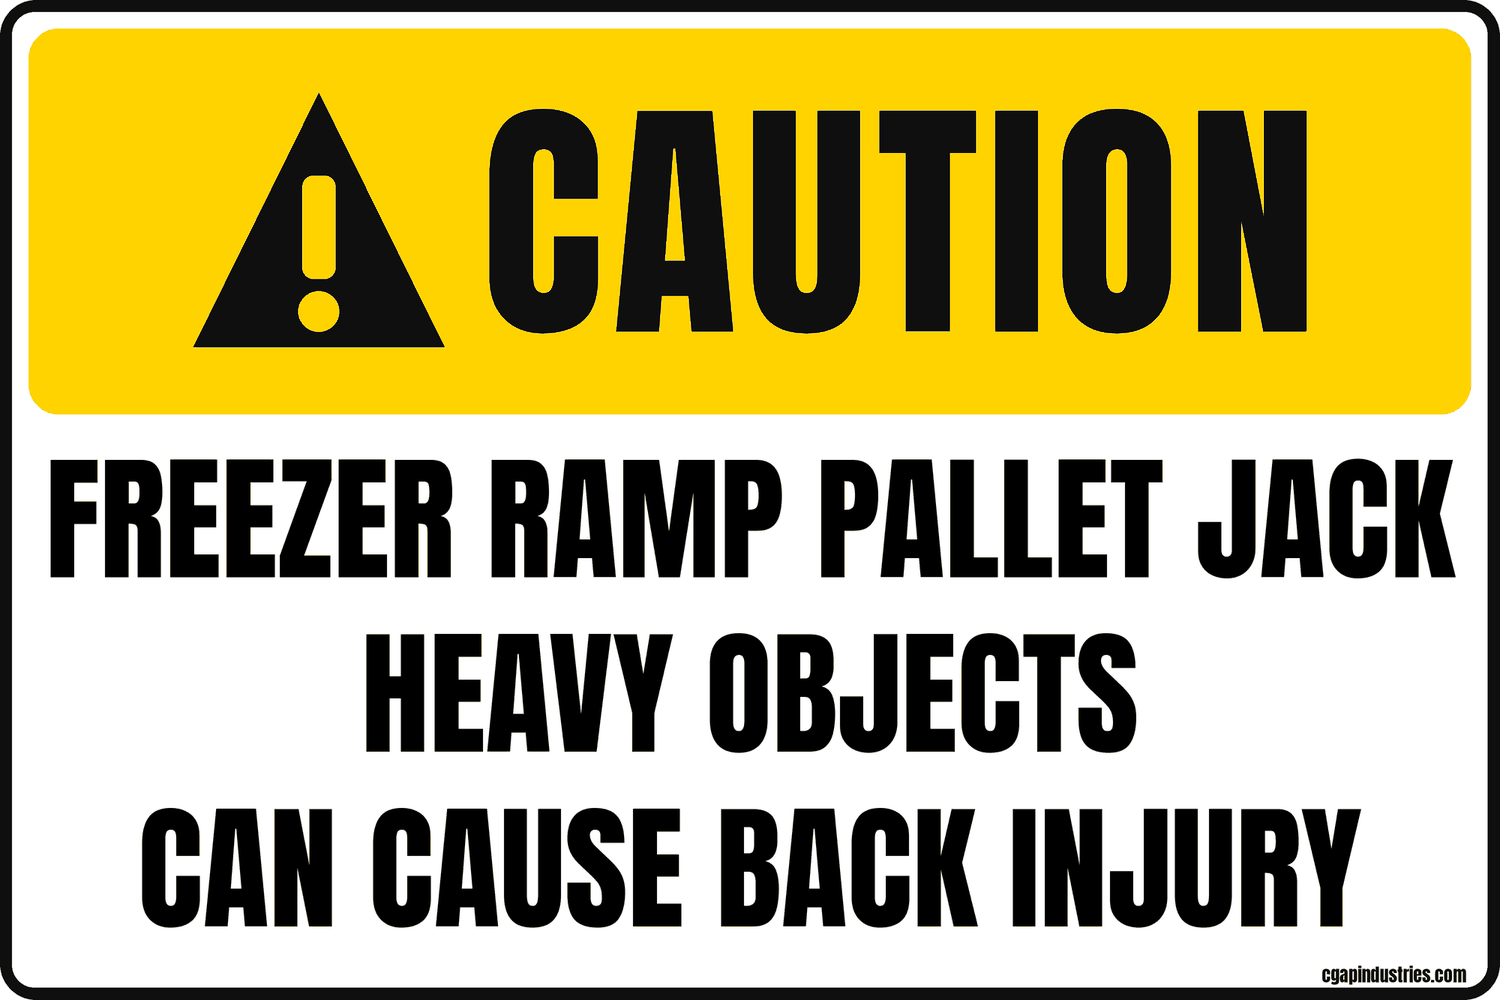 CAUTION
FREEZER RAMP PALLET JACK
HEAVY OBJECTS
CAN CAUSE BACK INJURY
cgapindustries.com